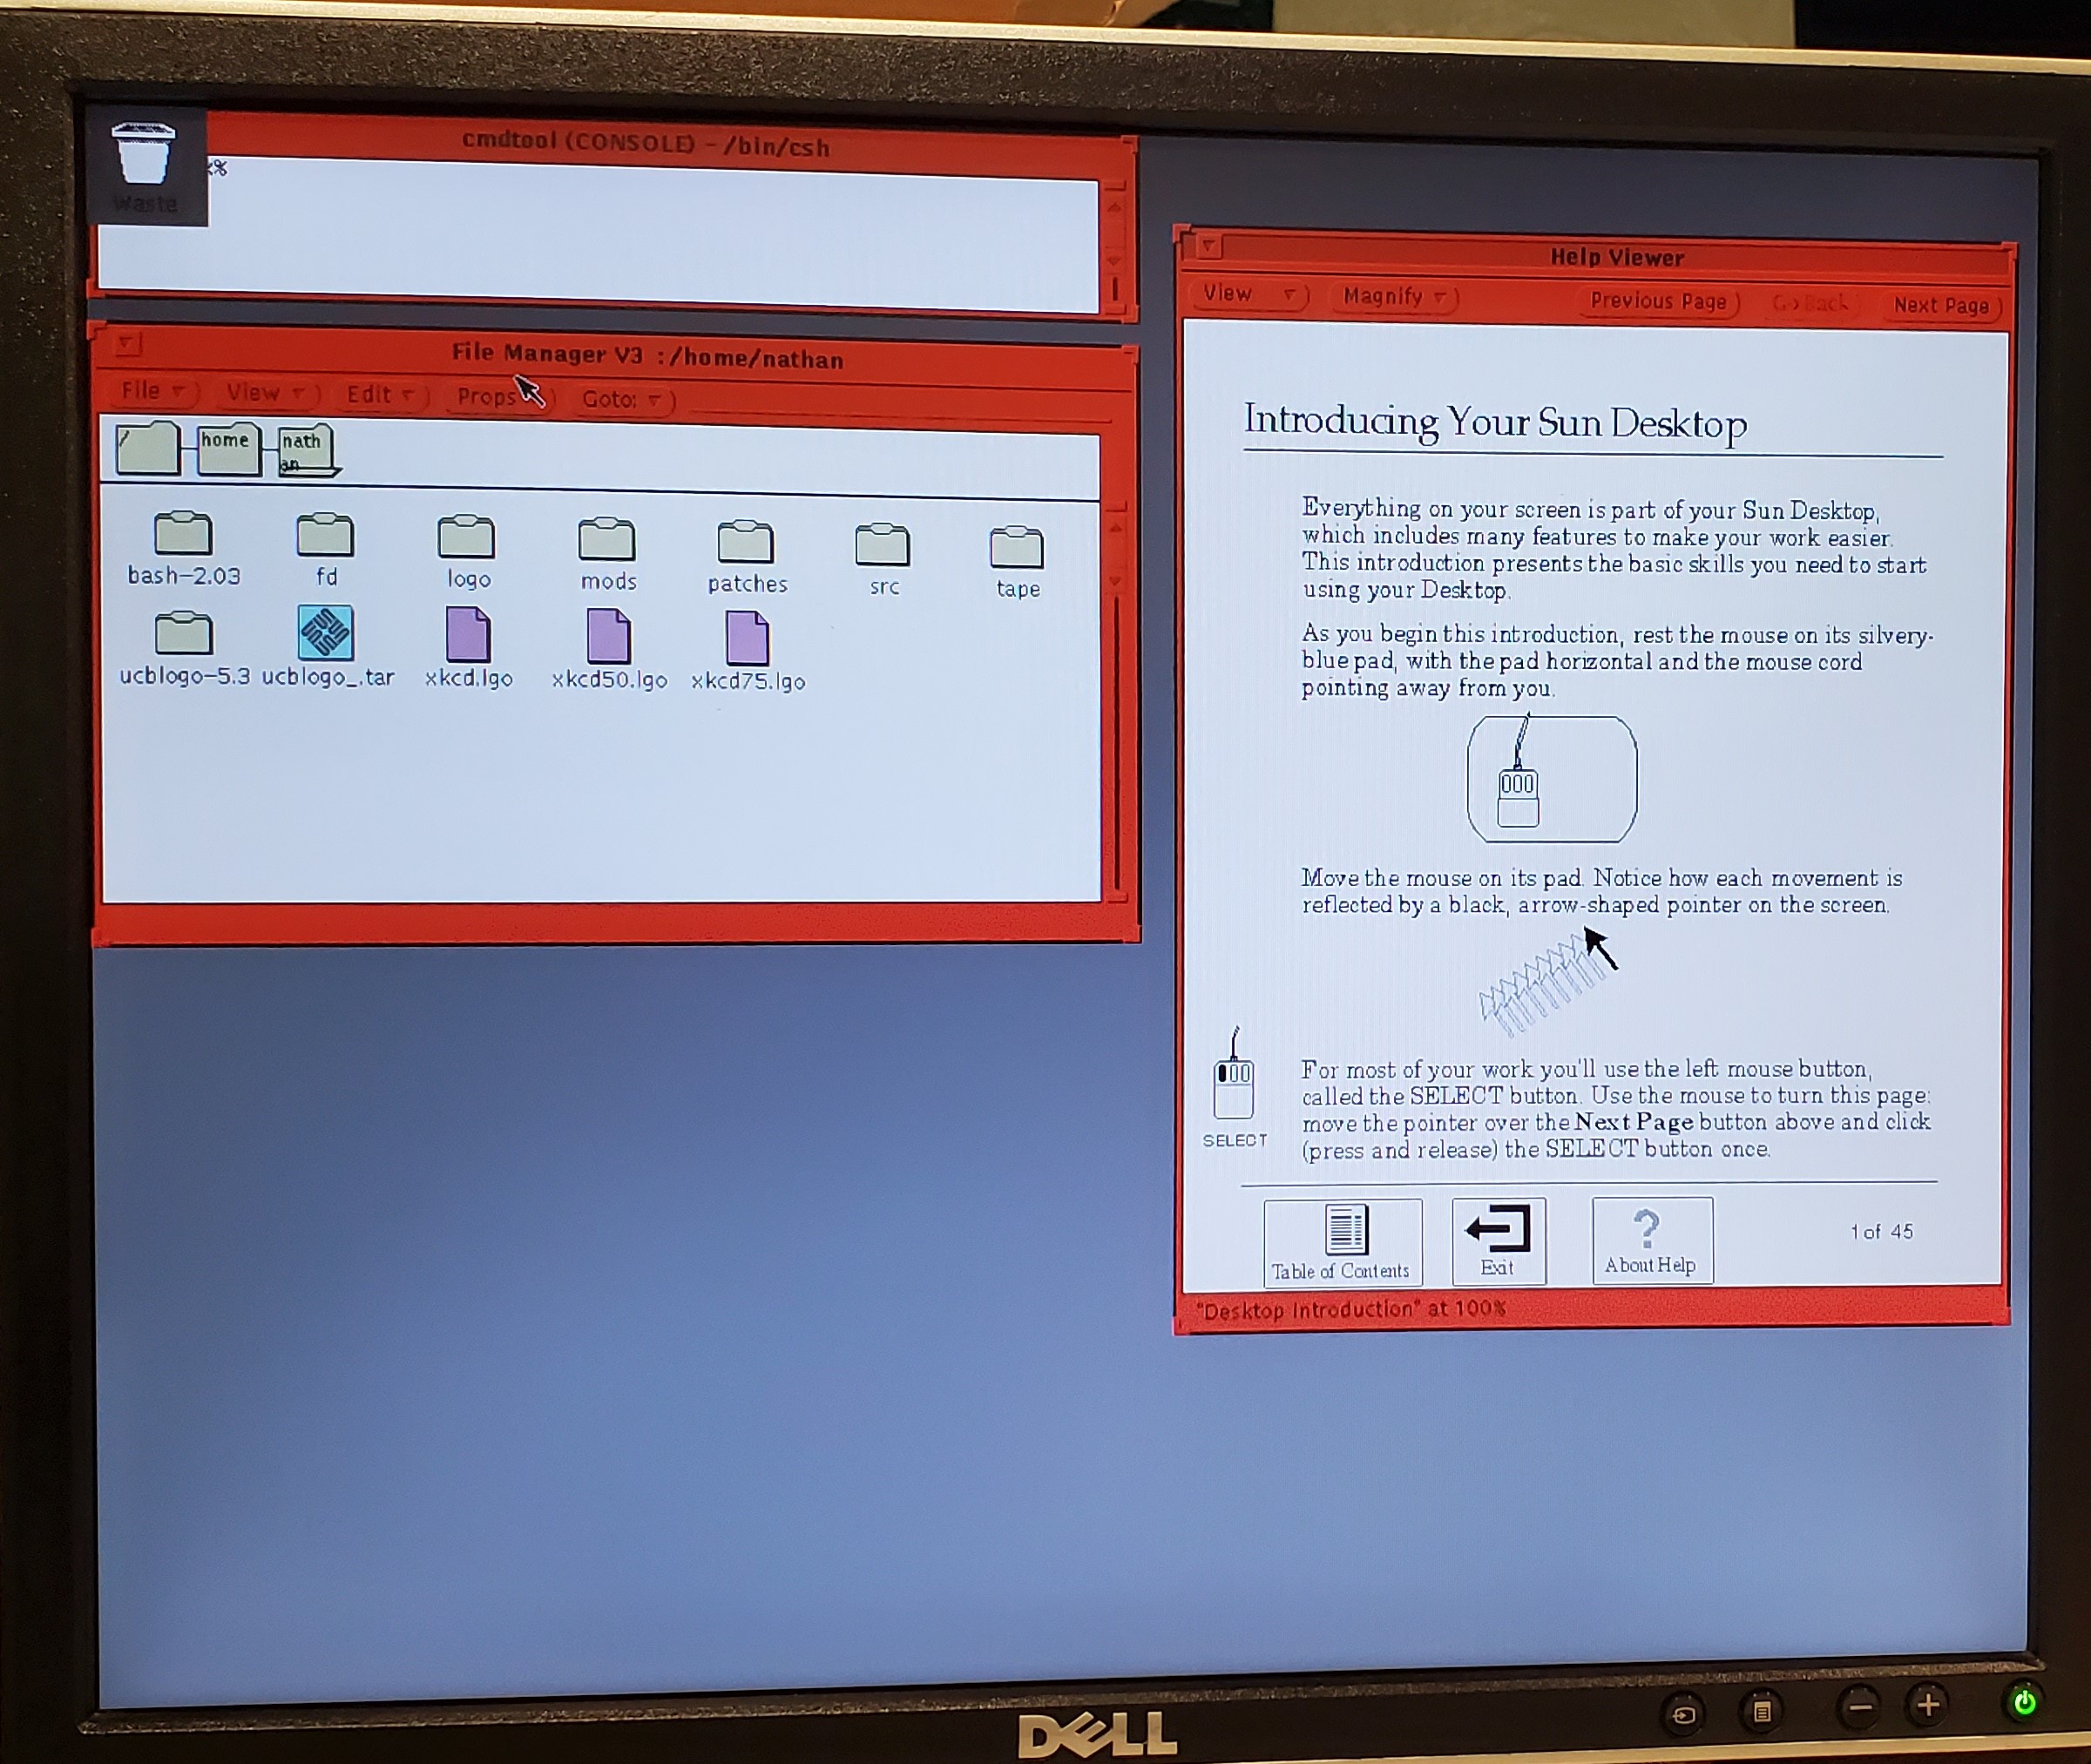 cmdtool (CONSOLE) - /bin/csh
%
Waste
File Manager V3 : /home/nathan
File View Edit Props Goto:
/ home nath
an
bash-2.03 fd logo mods patches src tape
ucblogo-5.3 ucblogo_.tar xkcd.lgo xkcd50.lgo xkcd75.lgo
Help Viewer
View Magnify Previous Page Go Back Next Page
Introducing Your Sun Desktop
Everything on your screen is part of your Sun Desktop,
which includes many features to make your work easier.
This introduction presents the basic skills you need to start
using your Desktop.
As you begin this introduction, rest the mouse on its silvery-
blue pad, with the pad horizontal and the mouse cord
pointing away from you.
Move the mouse on its pad. Notice how each movement is
reflected by a black, arrow-shaped pointer on the screen.
For most of your work you'll use the left mouse button,
called the SELECT button. Use the mouse to turn this page:
move the pointer over the Next Page button above and click
(press and release) the SELECT button once.
SELECT
Table of Contents Exit ? About Help 1 of 45
"Desktop Introduction" at 100%
DELL